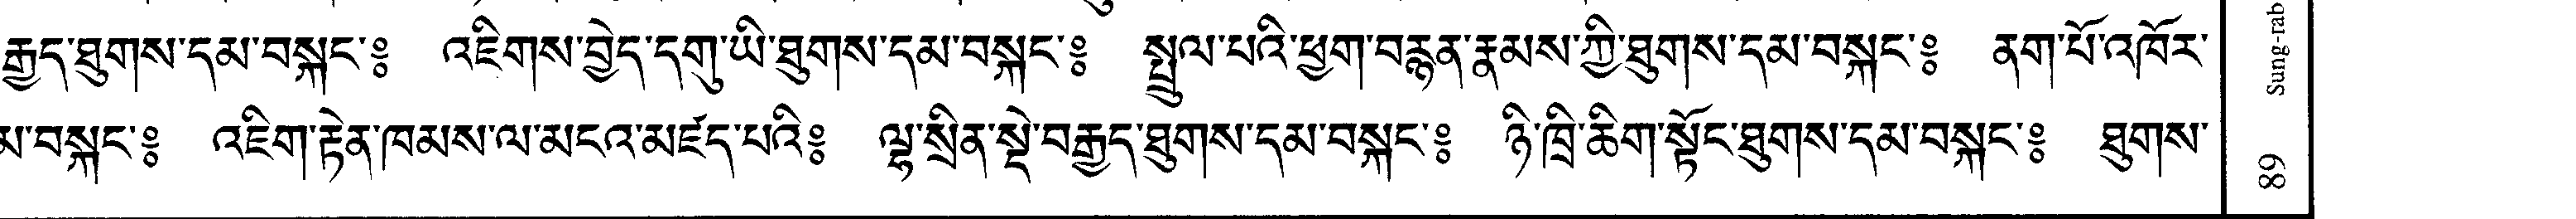 རྒྱད་ཐུགས་དམ་བསྐང་༔ འཇིགས་བྱེད་དགུ་ཡི་ཐུགས་དམ་བསྐང་༔ སྤྲུལ་པའི་ཕྱག་བརྙན་རྣམས་ཀྱི་ཐུགས་དམ་བསྐང་༔ ནག་པོ་འཁོར་
མ་བསྐང་༔ འཇིག་རྟེན་ཁམས་ལ་མངའ་མཛད་པའི༔ ལྷ་སྲིན་སྡེ་བརྒྱད་ཐུགས་དམ་བསྐང་༔ ཉི་ཁྲི་ཆིག་སྟོང་ཐུགས་དམ་བསྐང་༔ ཐུགས་
Sung-rab